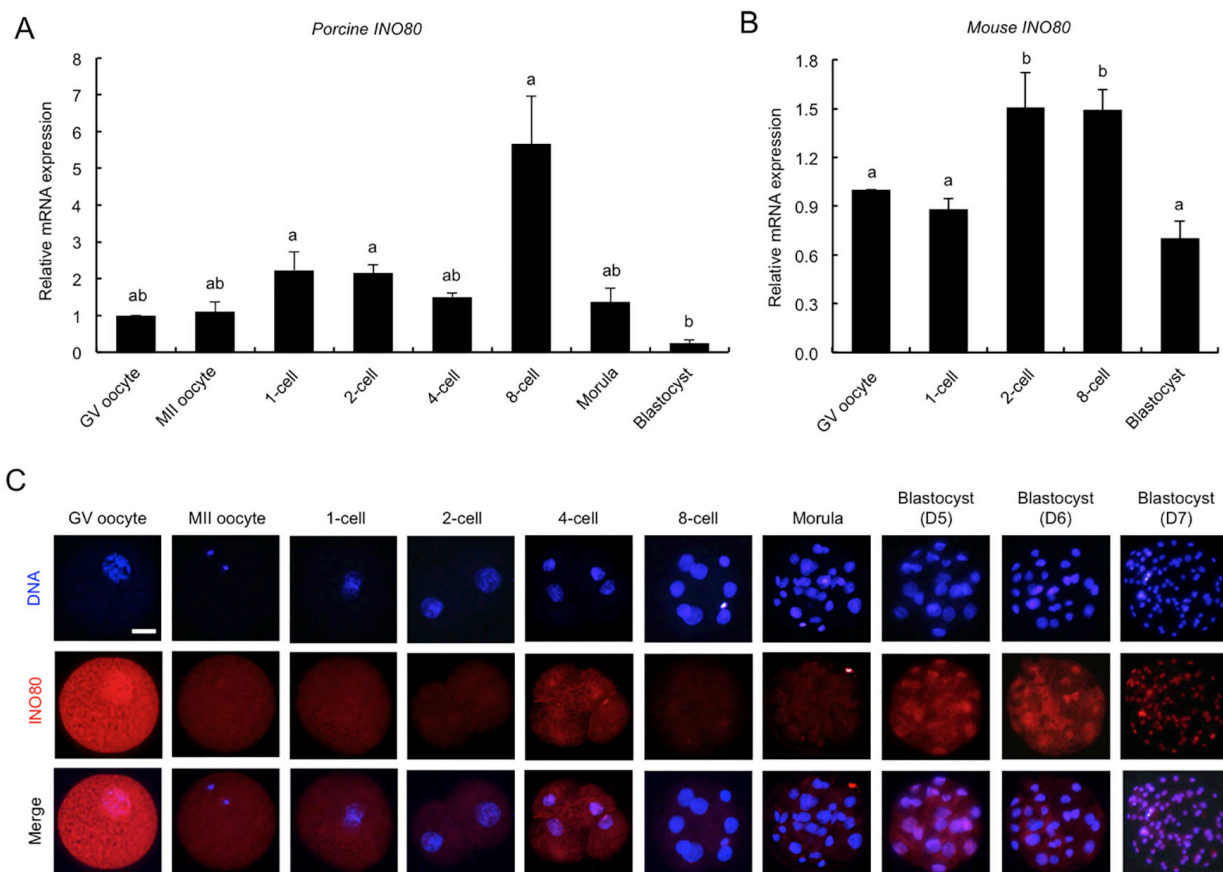 A
Porcine INO80
Relative mRNA expression
8
7
6
5
4
3
2
1
0
ab
ab
a
a
ab
a
ab
b
GV oocyte
MII oocyte
1-cell
2-cell
4-cell
8-cell
Morula
Blastocyst
B
Mouse INO80
Relative mRNA expression
1.8
1.5
1.2
0.9
0.6
0.3
0.0
a
a
b
b
a
GV oocyte
1-cell
2-cell
8-cell
Blastocyst
C
GV oocyte
MII oocyte
1-cell
2-cell
4-cell
8-cell
Morula
Blastocyst
(D5)
Blastocyst
(D6)
Blastocyst
(D7)
DNA
INO80
Merge